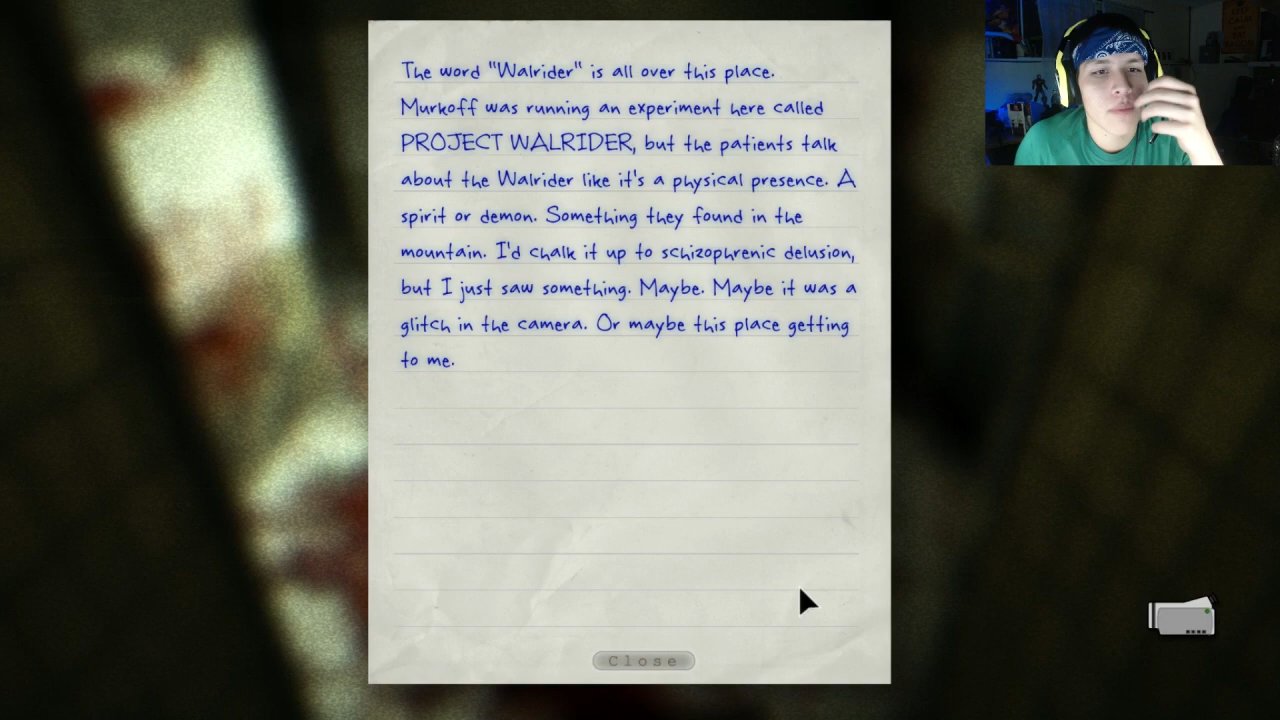 The word "Walrider" is all over this place.
Murkoff was running an experiment here called
PROJECT WALRIDER, but the patients talk
about the Walrider like it's a physical presence. A
spirit or demon. Something they found in the
mountain. I'd chalk it up to schizophrenic delusion,
but I just saw something. Maybe. Maybe it was a
glitch in the camera. Or maybe this place getting
to me.
Close